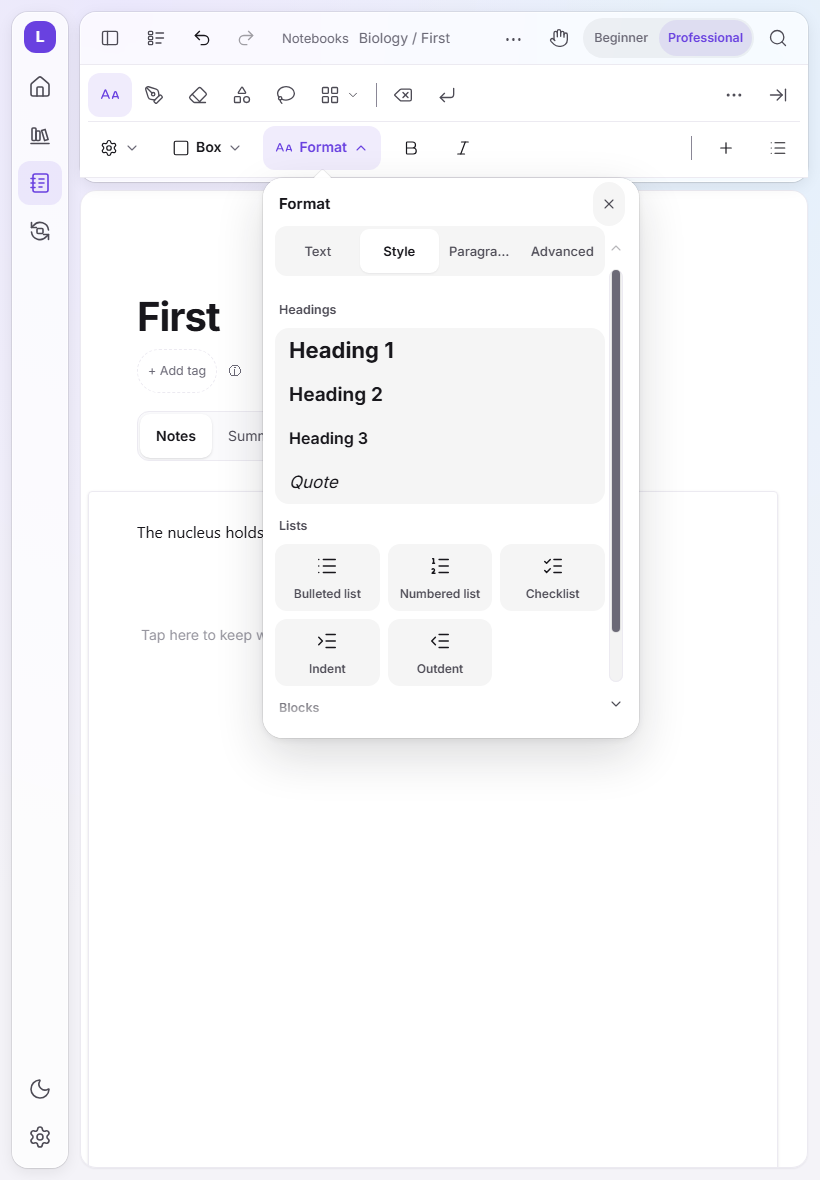 L
Notebooks Biology / First
Beginner Professional
Box
Format
Format
Text Style Paragra... Advanced
Headings
Heading 1
Heading 2
Heading 3
Quote
Lists
Bulleted list Numbered list Checklist
Indent Outdent
Blocks
First
+ Add tag
Notes Summ
The nucleus holds
Tap here to keep w